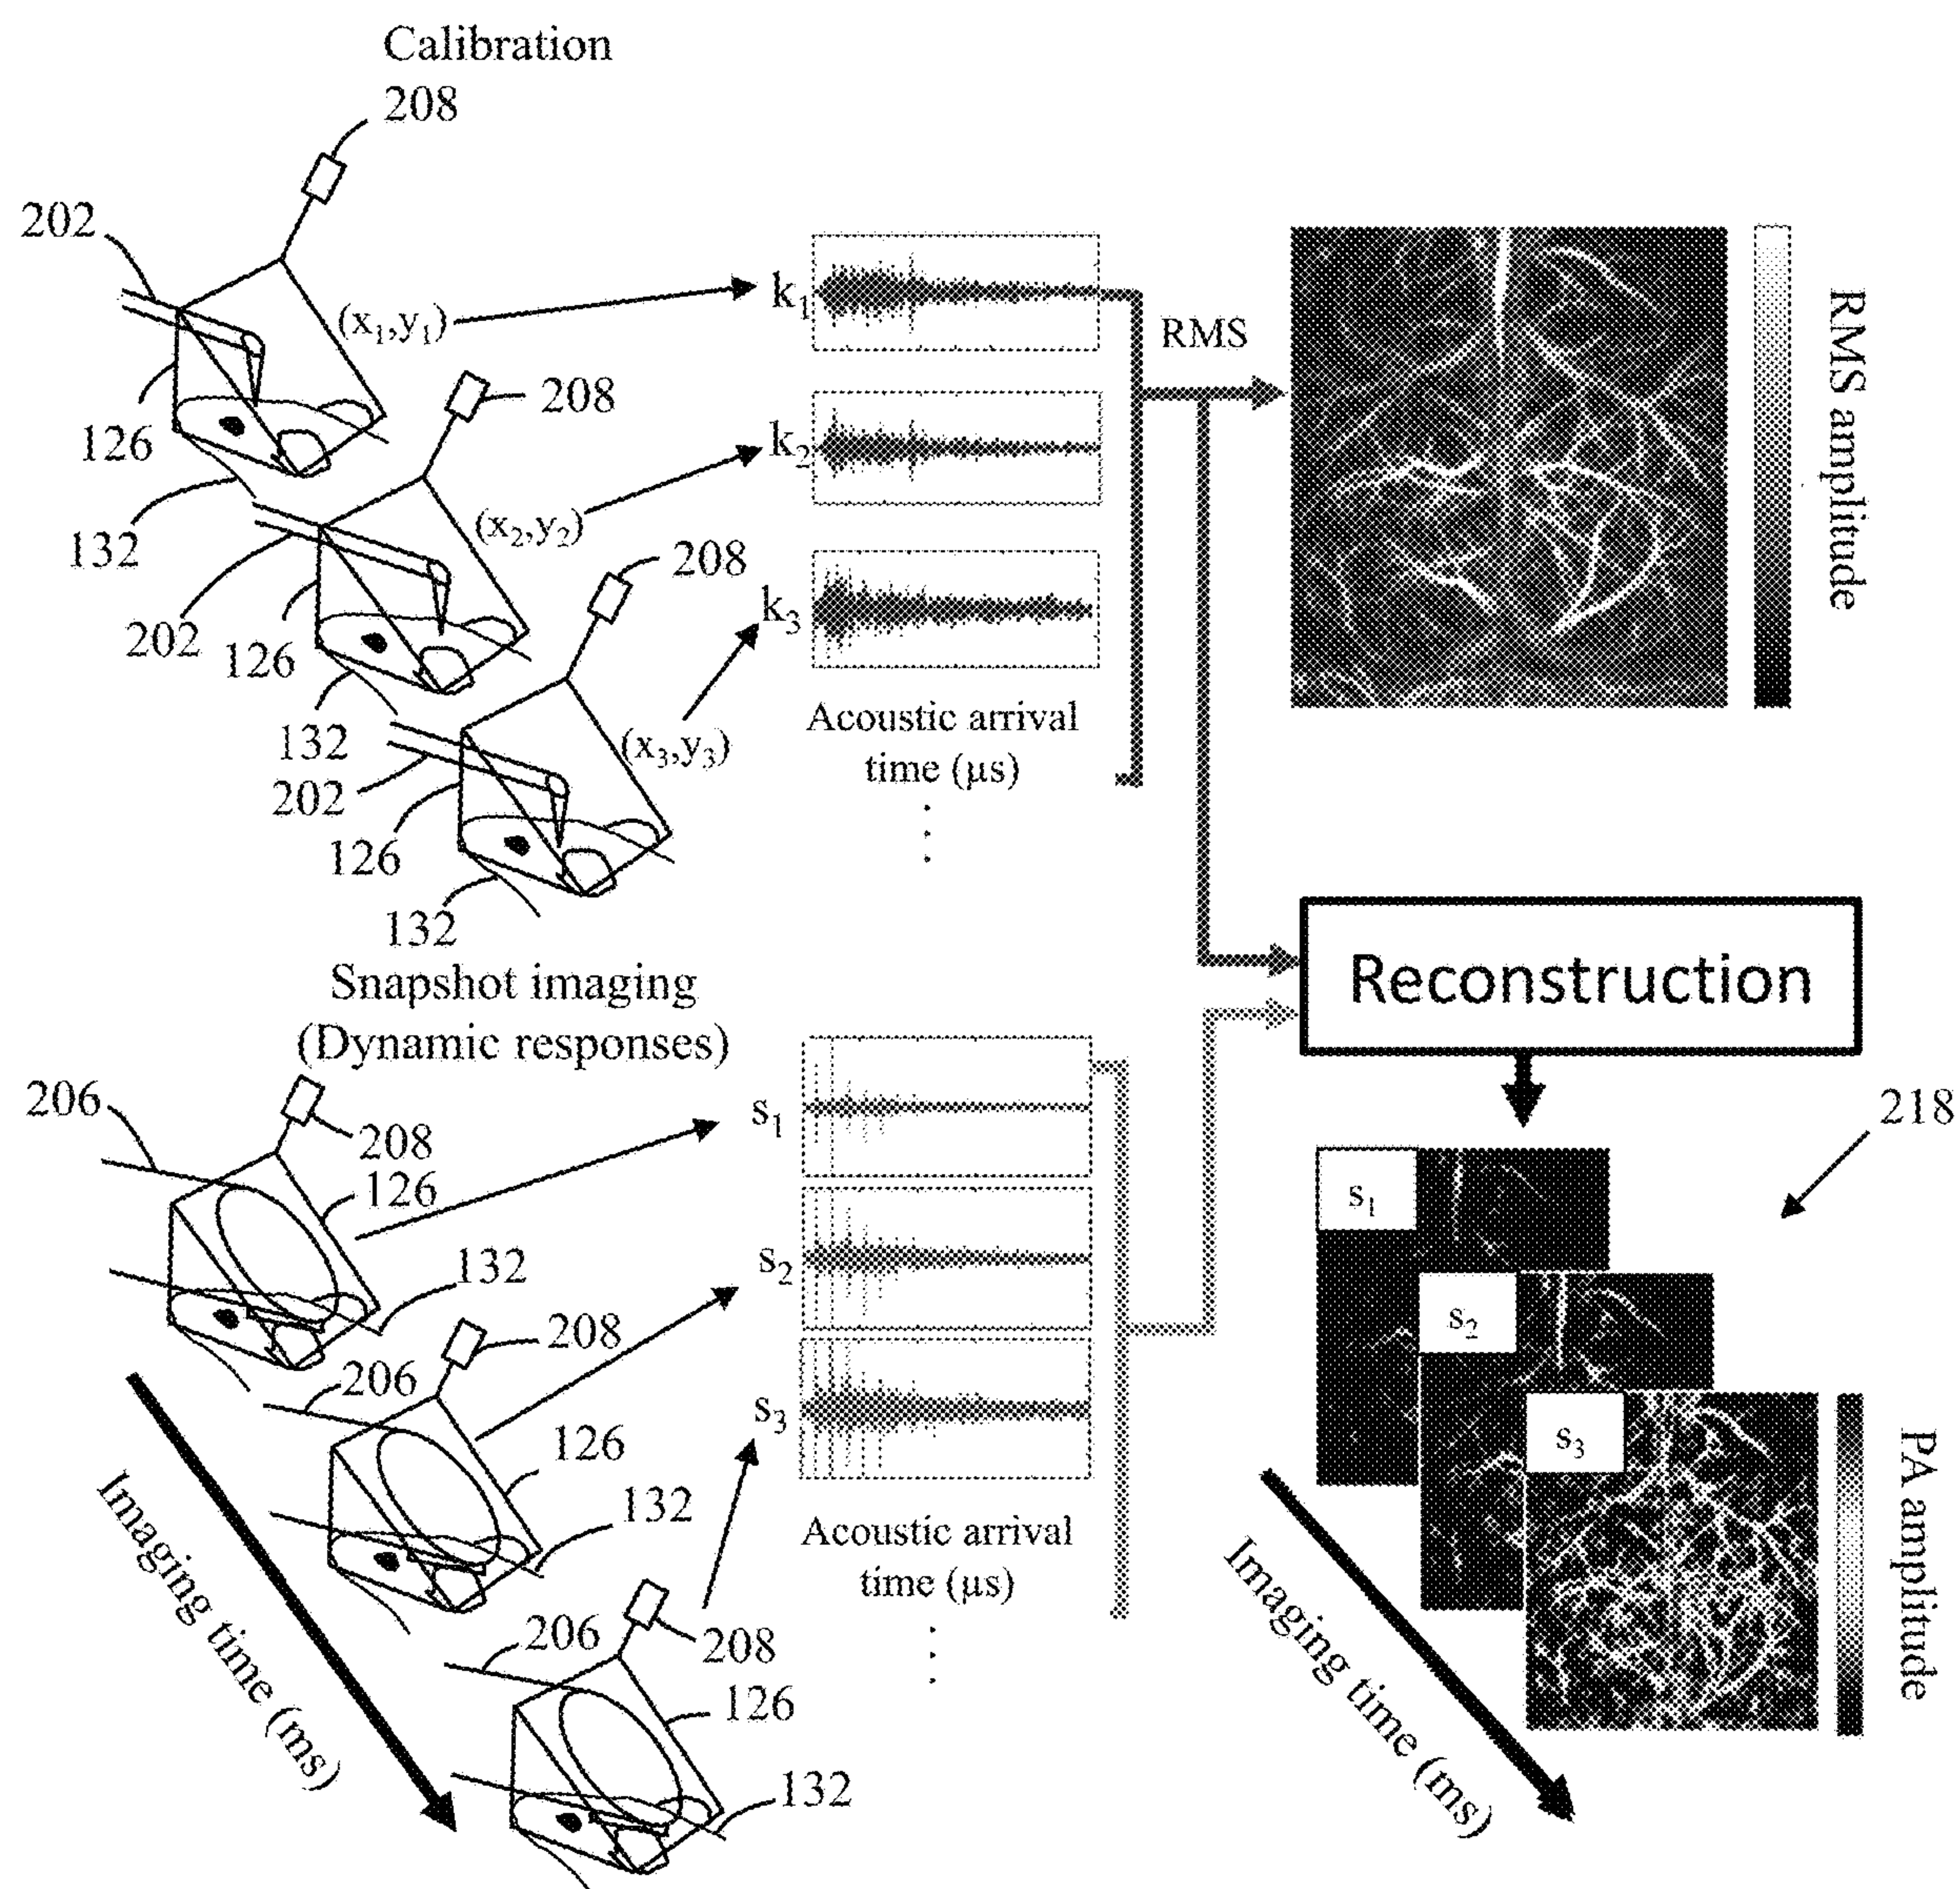 Calibration
208
202
(x₁,y₁)
k₁
RMS
RMS amplitude
126
208
k₂
132
(x₂,y₂)
208
k₃
202
126
Acoustic arrival
time (µs)
132
(x₃,y₃)
202
126
132
Reconstruction
Snapshot imaging
(Dynamic responses)
206
208
126
s₁
218
s₁
132
s₂
208
s₂
206
126
s₃
s₃
132
PA amplitude
Acoustic arrival
time (µs)
Imaging time (ms)
Imaging time (ms)
206
208
126
132